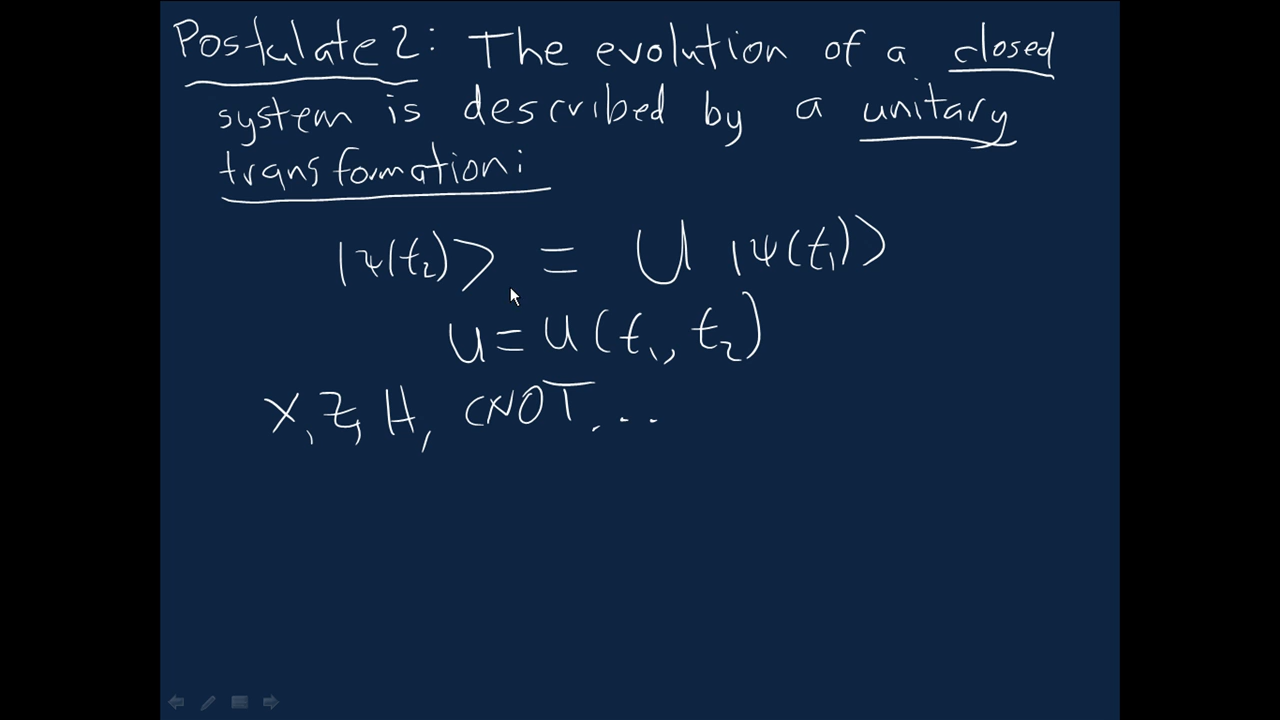 Postulate 2: The evolution of a closed
system is described by a unitary
transformation:
|ψ(t₂)> = U |ψ(t₁)>
U = U(t₁, t₂)
X, Z, H, CNOT, ...